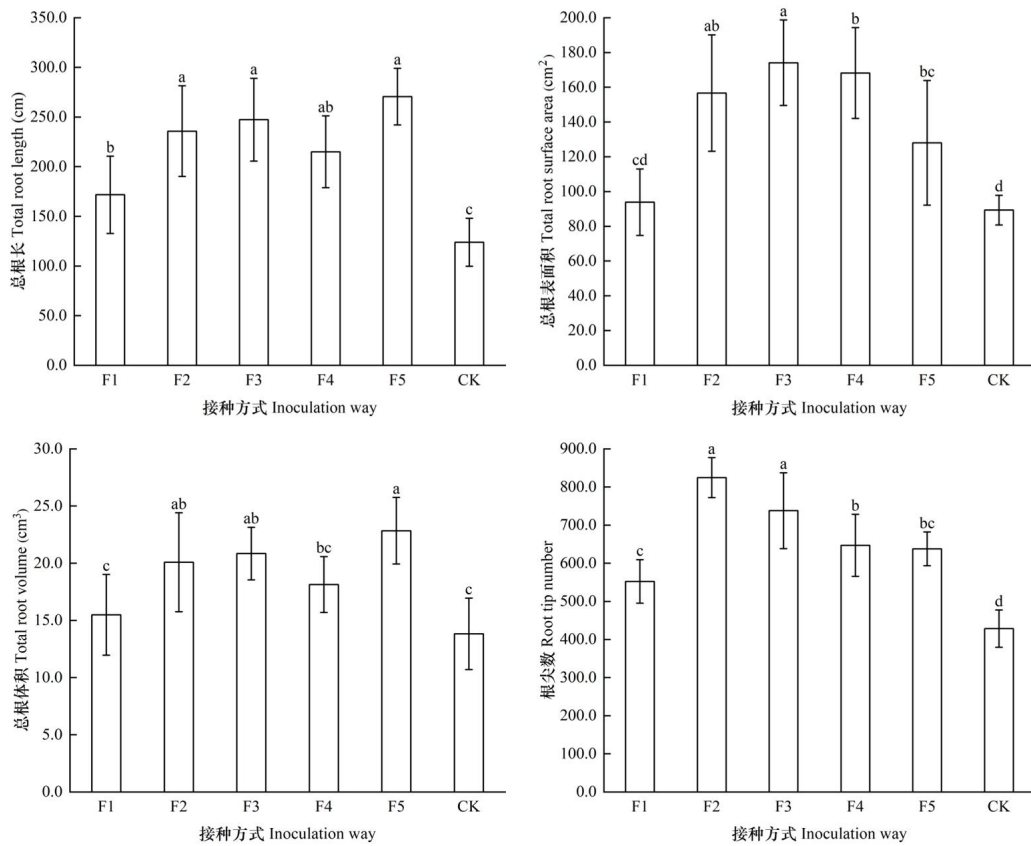 350.0
300.0
250.0
200.0
150.0
100.0
50.0
0.0
总根长 Total root length (cm)
b
a
a
ab
a
c
F1 F2 F3 F4 F5 CK
接种方式 Inoculation way
200.0
180.0
160.0
140.0
120.0
100.0
80.0
60.0
40.0
20.0
0.0
总根表面积 Total root surface area (cm²)
cd
ab
a
b
bc
d
F1 F2 F3 F4 F5 CK
接种方式 Inoculation way
30.0
25.0
20.0
15.0
10.0
5.0
0.0
总根体积 Total root volume (cm³)
c
ab
ab
bc
a
c
F1 F2 F3 F4 F5 CK
接种方式 Inoculation way
900.0
800.0
700.0
600.0
500.0
400.0
300.0
200.0
100.0
0.0
根尖数 Root tip number
c
a
a
b
bc
d
F1 F2 F3 F4 F5 CK
接种方式 Inoculation way